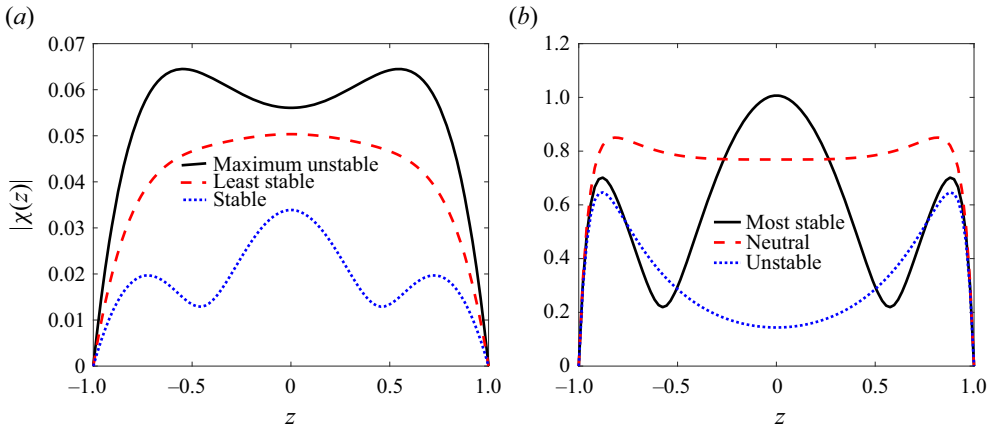 (a)
(b)
0.07
0.06
0.05
0.04
0.03
0.02
0.01
0
|χ(z)|
Maximum unstable
Least stable
Stable
–1.0
–0.5
0
0.5
1.0
z
1.2
1.0
0.8
0.6
0.4
0.2
0
Most stable
Neutral
Unstable
–1.0
–0.5
0
0.5
1.0
z